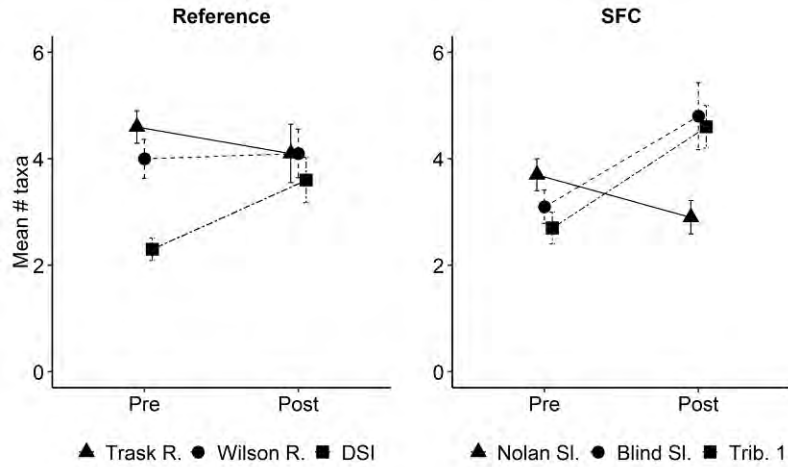 Reference
SFC
Mean # taxa
6
4
2
0
Pre
Post
6
4
2
0
Pre
Post
Trask R. Wilson R. DSI
Nolan Sl. Blind Sl. Trib. 1